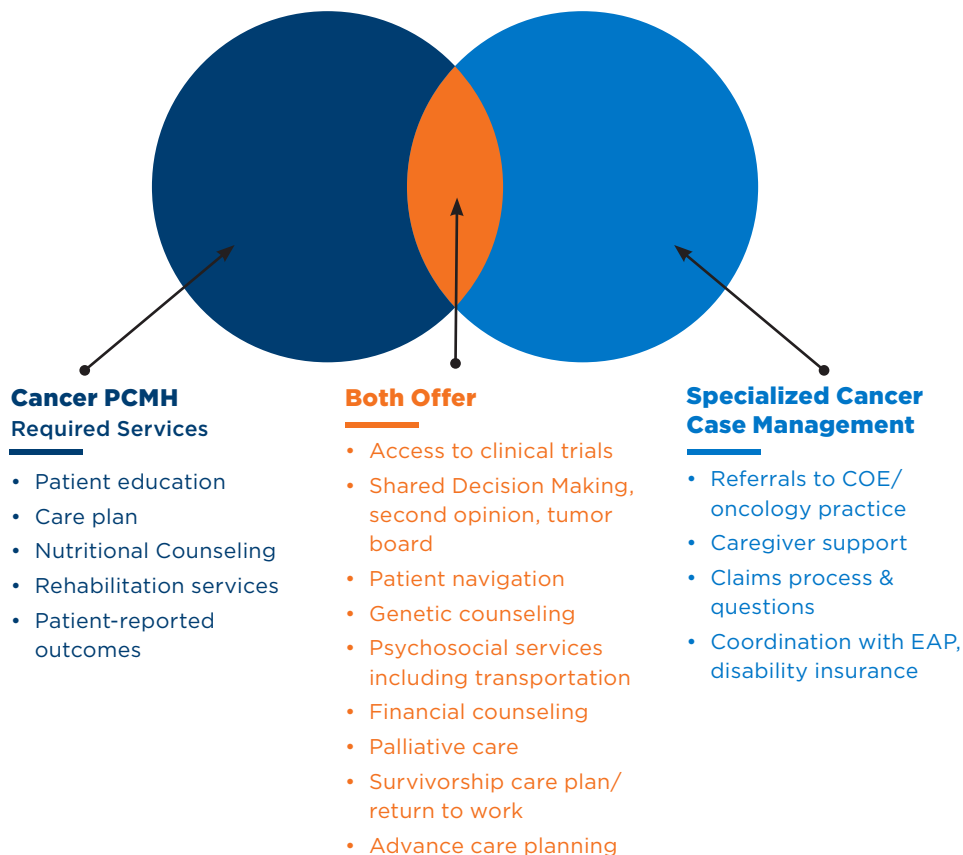 Cancer PCMH
Required Services
• Patient education
• Care plan
• Nutritional Counseling
• Rehabilitation services
• Patient-reported
outcomes
Both Offer
• Access to clinical trials
• Shared Decision Making,
second opinion, tumor
board
• Patient navigation
• Genetic counseling
• Psychosocial services
including transportation
• Financial counseling
• Palliative care
• Survivorship care plan/
return to work
• Advance care planning
Specialized Cancer
Case Management
• Referrals to COE/
oncology practice
• Caregiver support
• Claims process &
questions
• Coordination with EAP,
disability insurance